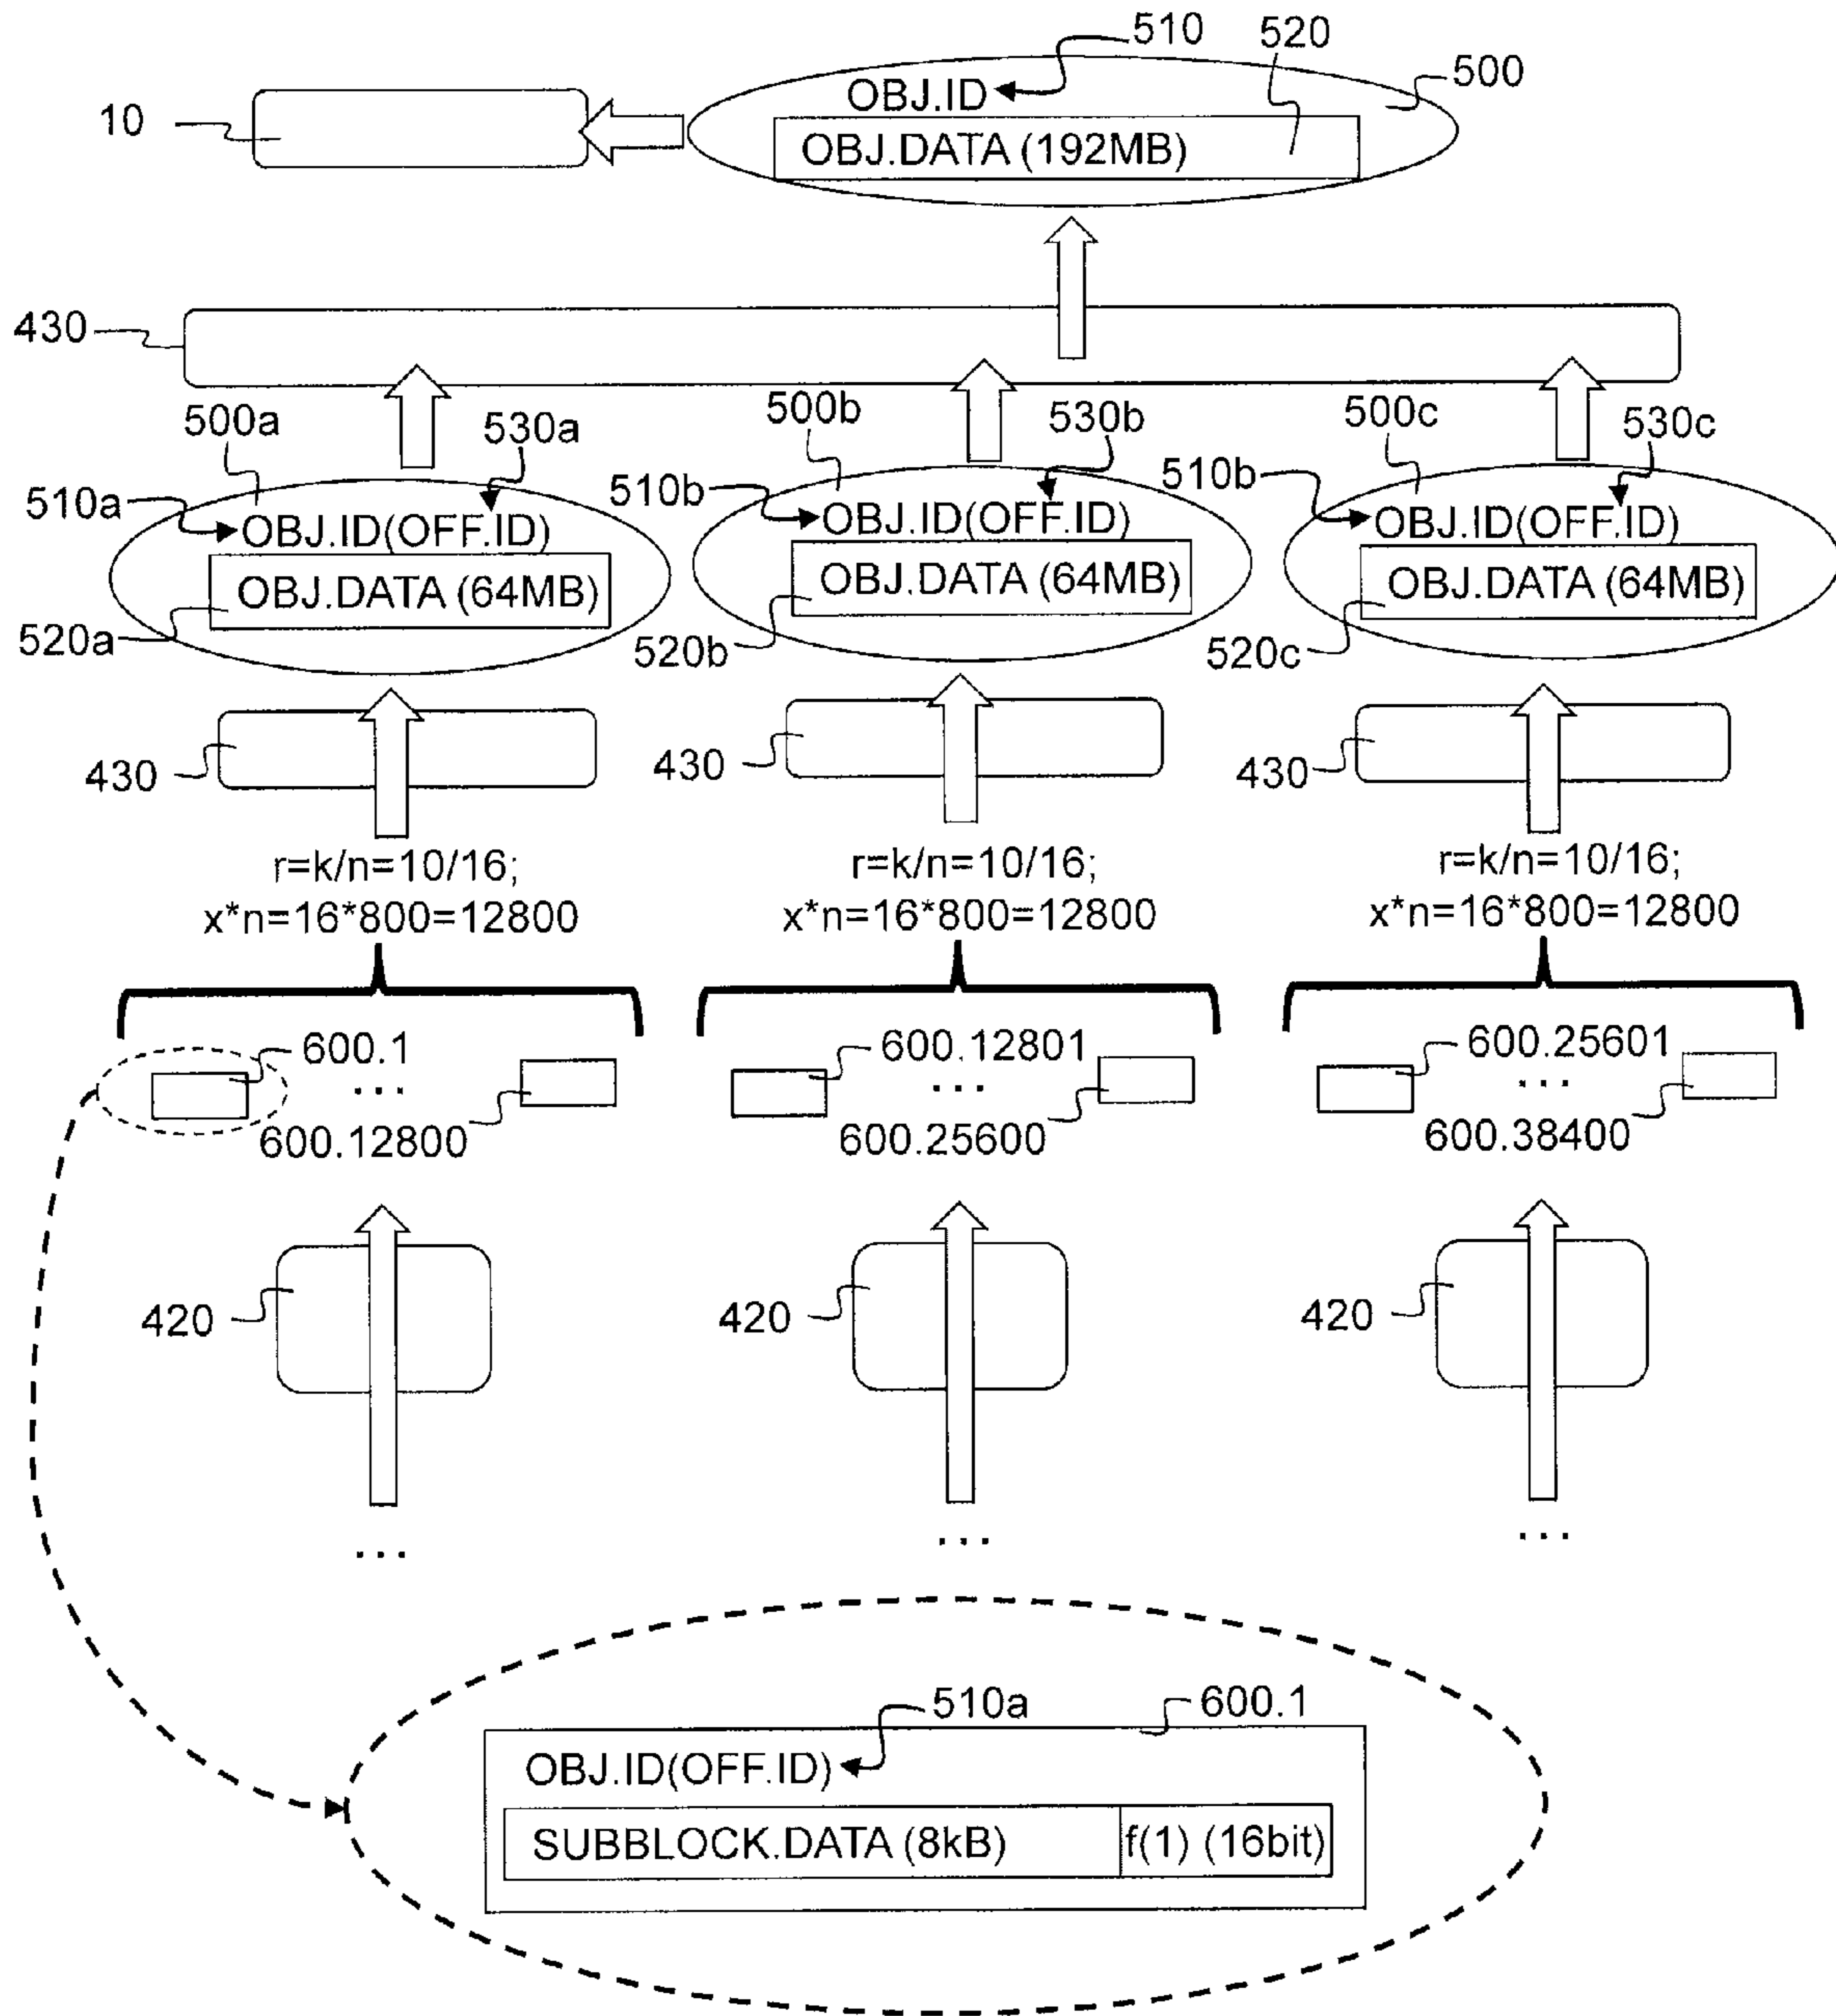 510
520
500
OBJ.ID
10
OBJ.DATA (192MB)
430
500a
530a
500b
530b
500c
530c
510a
OBJ.ID(OFF.ID)
510b
OBJ.ID(OFF.ID)
510b
OBJ.ID(OFF.ID)
OBJ.DATA (64MB)
OBJ.DATA (64MB)
OBJ.DATA (64MB)
520a
520b
520c
430
430
430
r=k/n=10/16;
x*n=16*800=12800
r=k/n=10/16;
x*n=16*800=12800
r=k/n=10/16;
x*n=16*800=12800
600.1
...
600.12800
600.12801
...
600.25600
600.25601
...
600.38400
420
420
420
...
...
...
510a
600.1
OBJ.ID(OFF.ID)
SUBBLOCK.DATA (8kB)
f(1) (16bit)